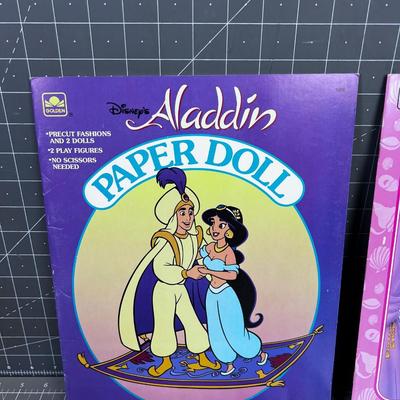 GOLDEN
Disney's
Aladdin
•PRECUT FASHIONS
AND 2 DOLLS
•2 PLAY FIGURES
•NO SCISSORS
NEEDED
PAPER DOLL